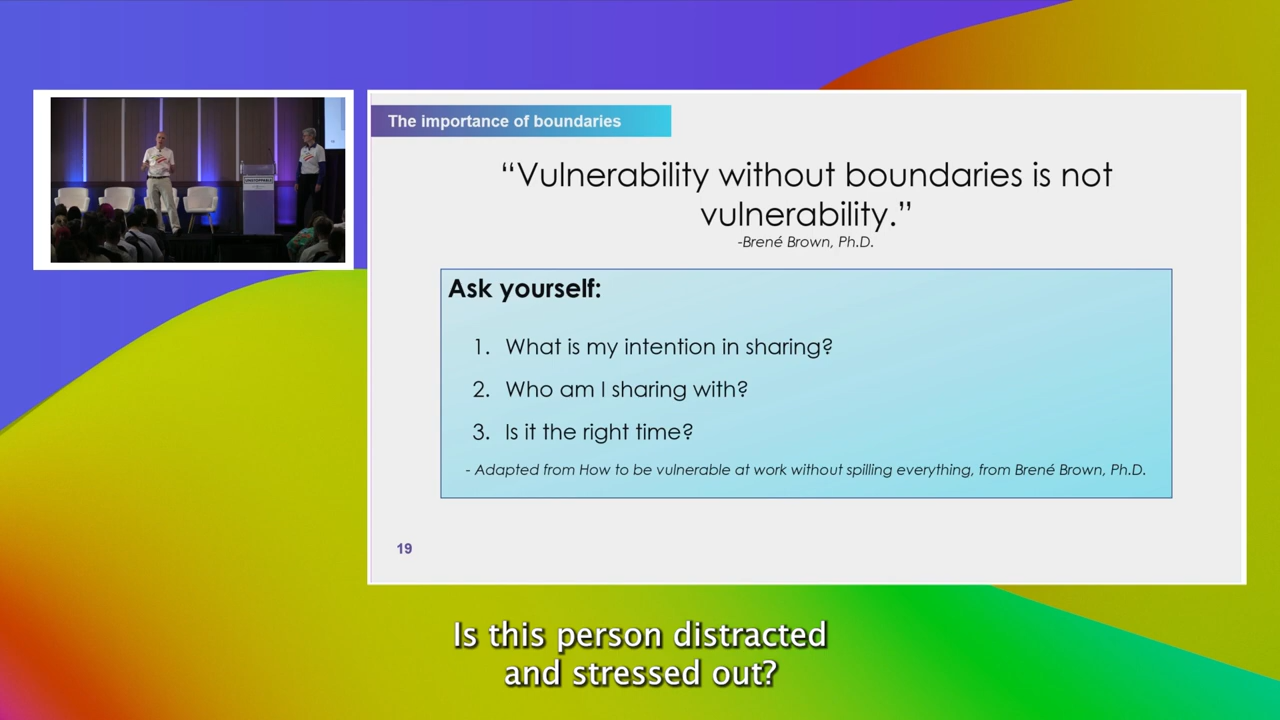 The importance of boundaries
“Vulnerability without boundaries is not
vulnerability.”
-Brené Brown, Ph.D.
Ask yourself:
1. What is my intention in sharing?
2. Who am I sharing with?
3. Is it the right time?
- Adapted from How to be vulnerable at work without spilling everything, from Brené Brown, Ph.D.
19
Is this person distracted
and stressed out?